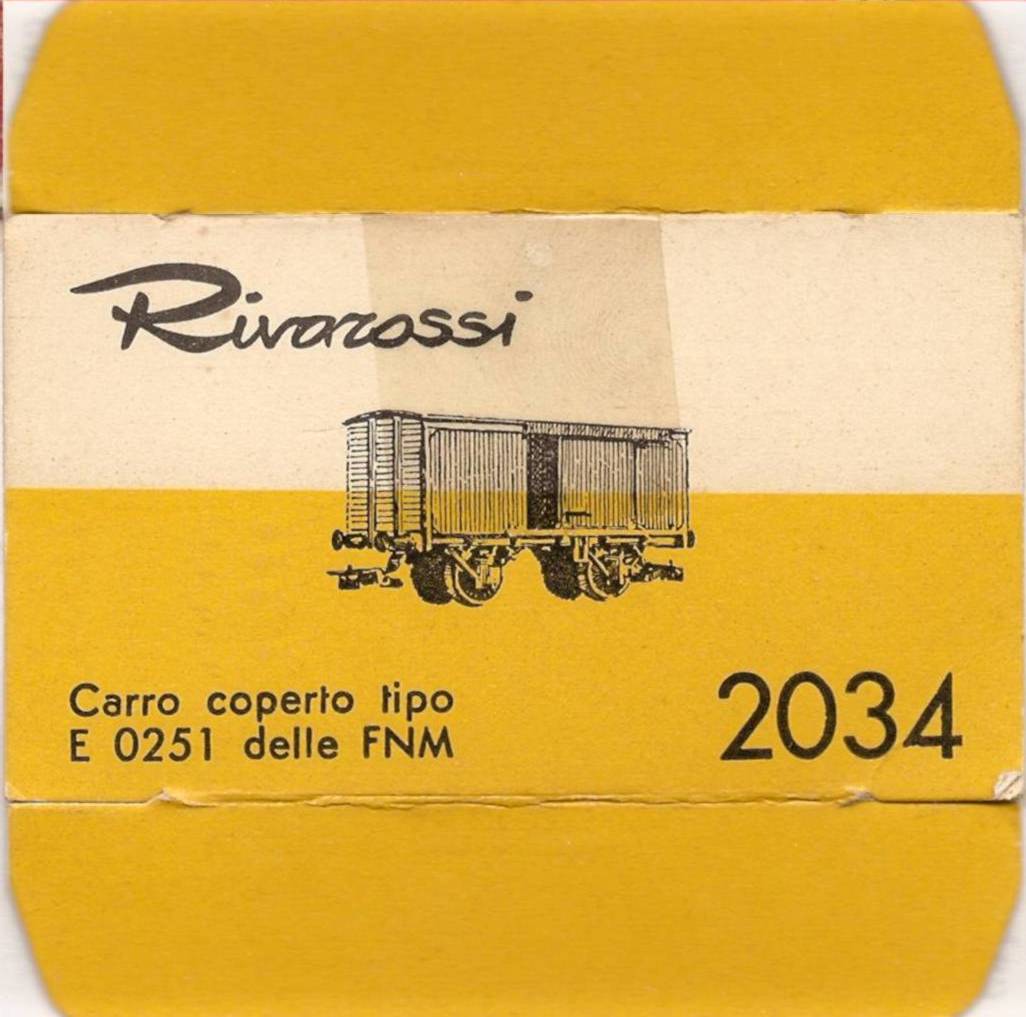 Rivarossi
Carro coperto tipo
E 0251 delle FNM
2034